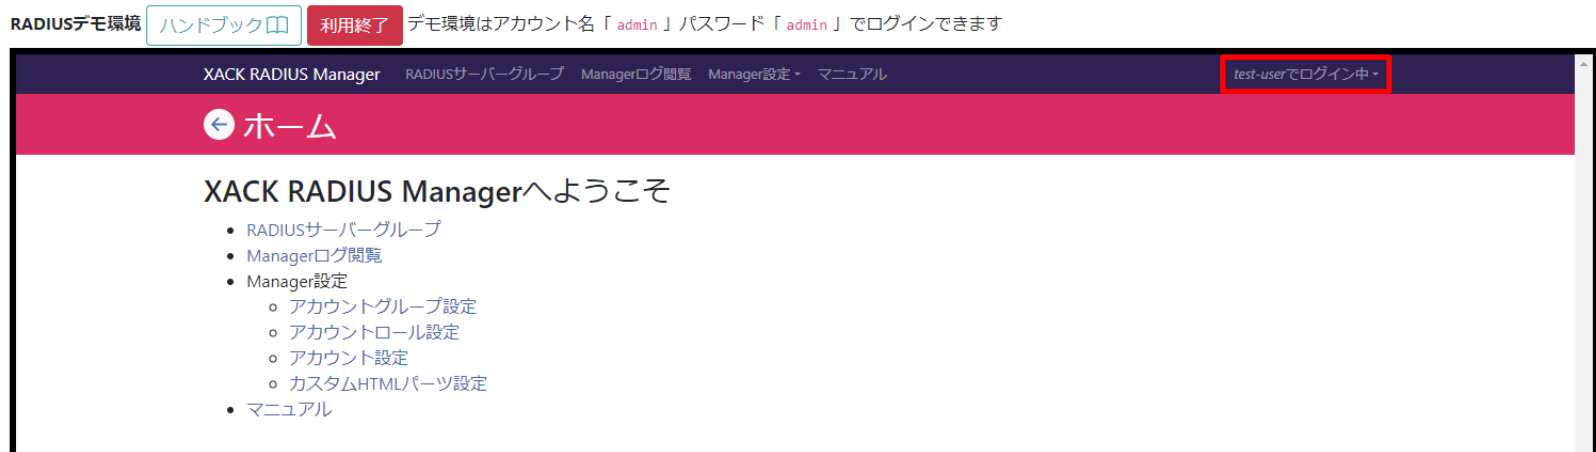 RADIUSデモ環境 ハンドブック 利用終了 デモ環境はアカウント名「 admin 」パスワード「 admin 」でログインできます
XACK RADIUS Manager RADIUSサーバーグループ Managerログ閲覧 Manager設定 マニュアル test-userでログイン中
ホーム
XACK RADIUS Managerへようこそ
RADIUSサーバーグループ
Managerログ閲覧
Manager設定
アカウントグループ設定
アカウントロール設定
アカウント設定
カスタムHTMLパーツ設定
マニュアル